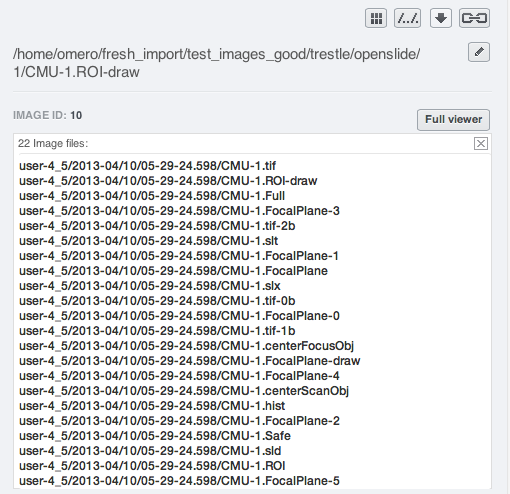 /.../
/home/omero/fresh_import/test_images_good/trestle/openslide/
1/CMU-1.ROI-draw
IMAGE ID: 10
Full viewer
22 Image files:
user-4_5/2013-04/10/05-29-24.598/CMU-1.tif
user-4_5/2013-04/10/05-29-24.598/CMU-1.ROI-draw
user-4_5/2013-04/10/05-29-24.598/CMU-1.Full
user-4_5/2013-04/10/05-29-24.598/CMU-1.FocalPlane-3
user-4_5/2013-04/10/05-29-24.598/CMU-1.tif-2b
user-4_5/2013-04/10/05-29-24.598/CMU-1.slt
user-4_5/2013-04/10/05-29-24.598/CMU-1.FocalPlane-1
user-4_5/2013-04/10/05-29-24.598/CMU-1.FocalPlane
user-4_5/2013-04/10/05-29-24.598/CMU-1.slx
user-4_5/2013-04/10/05-29-24.598/CMU-1.tif-0b
user-4_5/2013-04/10/05-29-24.598/CMU-1.FocalPlane-0
user-4_5/2013-04/10/05-29-24.598/CMU-1.tif-1b
user-4_5/2013-04/10/05-29-24.598/CMU-1.centerFocusObj
user-4_5/2013-04/10/05-29-24.598/CMU-1.FocalPlane-draw
user-4_5/2013-04/10/05-29-24.598/CMU-1.FocalPlane-4
user-4_5/2013-04/10/05-29-24.598/CMU-1.centerScanObj
user-4_5/2013-04/10/05-29-24.598/CMU-1.hist
user-4_5/2013-04/10/05-29-24.598/CMU-1.FocalPlane-2
user-4_5/2013-04/10/05-29-24.598/CMU-1.Safe
user-4_5/2013-04/10/05-29-24.598/CMU-1.sld
user-4_5/2013-04/10/05-29-24.598/CMU-1.ROI
user-4_5/2013-04/10/05-29-24.598/CMU-1.FocalPlane-5